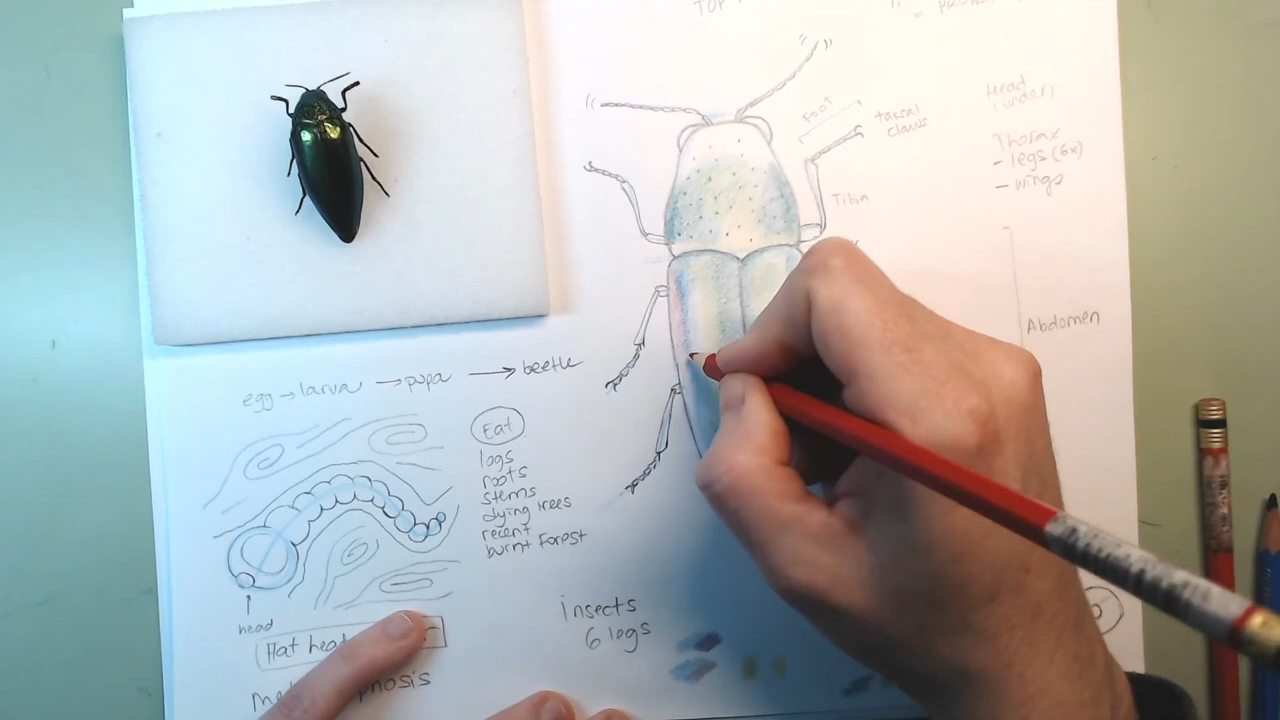 TOP
Head
(under)
Foot
tarsal
claws
Thorax
- legs (6x)
- wings
Tibia
Abdomen
egg → larva → pupa → beetle
Eat
logs
roots
stems
dying trees
recent
burnt Forest
head
Flat head
insects
6 legs